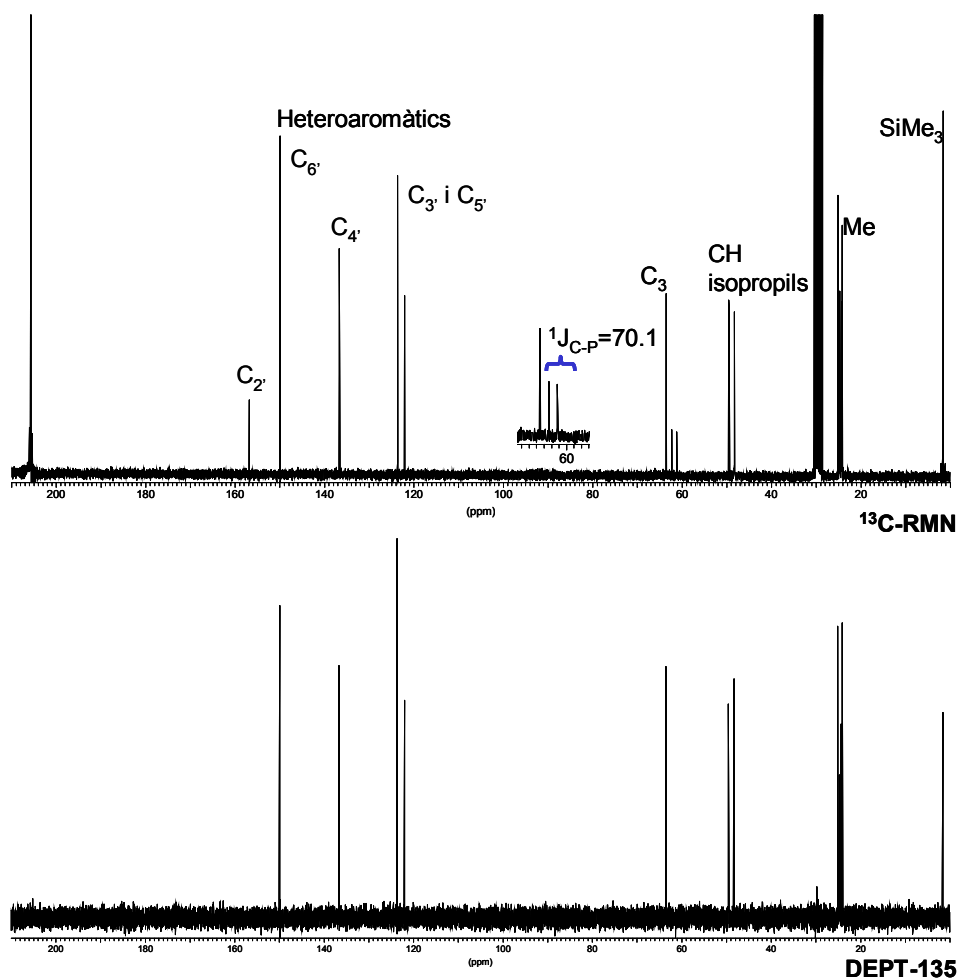 Heteroaromàtics
SiMe3
C6'
C3' i C5'
C4'
Me
CH
isopropils
C3
1JC-P=70.1
C2'
60
200 160 140 120 100 80 60 40 20
(ppm)
13C-RMN
200 160 140 120 100 80 60 40 20
(ppm)
DEPT-135